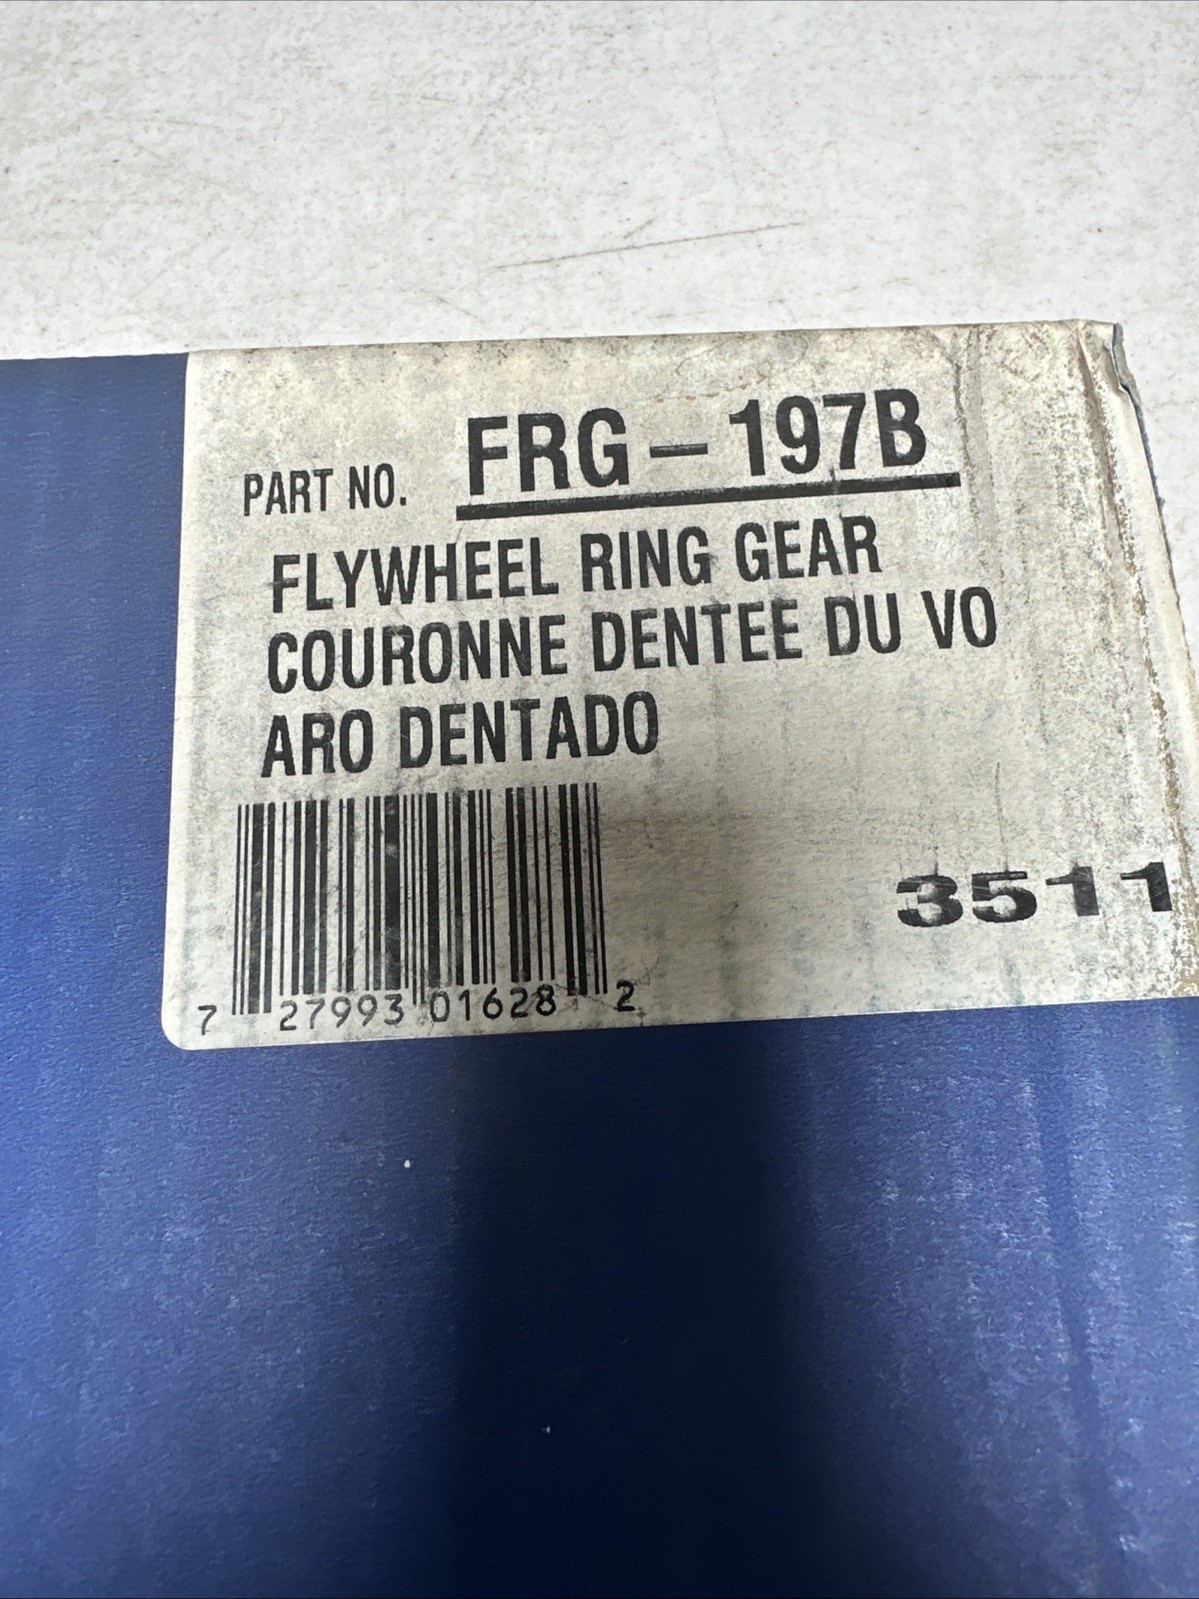 PART NO. FRG-197B
FLYWHEEL RING GEAR
COURONNE DENTEE DU VO
ARO DENTADO
3511
7 27993 01628 2